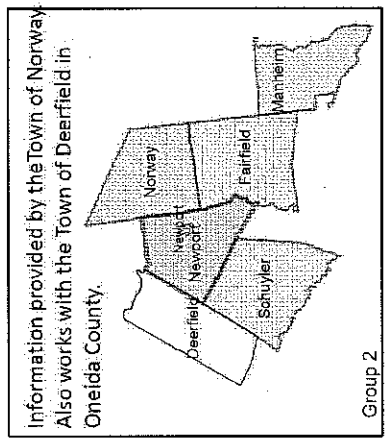 Information provided by theTown of Norway.
Also works with the Town of Deerfield in
Oneida County.
Norway
Newport
Newport
Fairfield
Manheim
Deerfield
Schuyler
Group 2